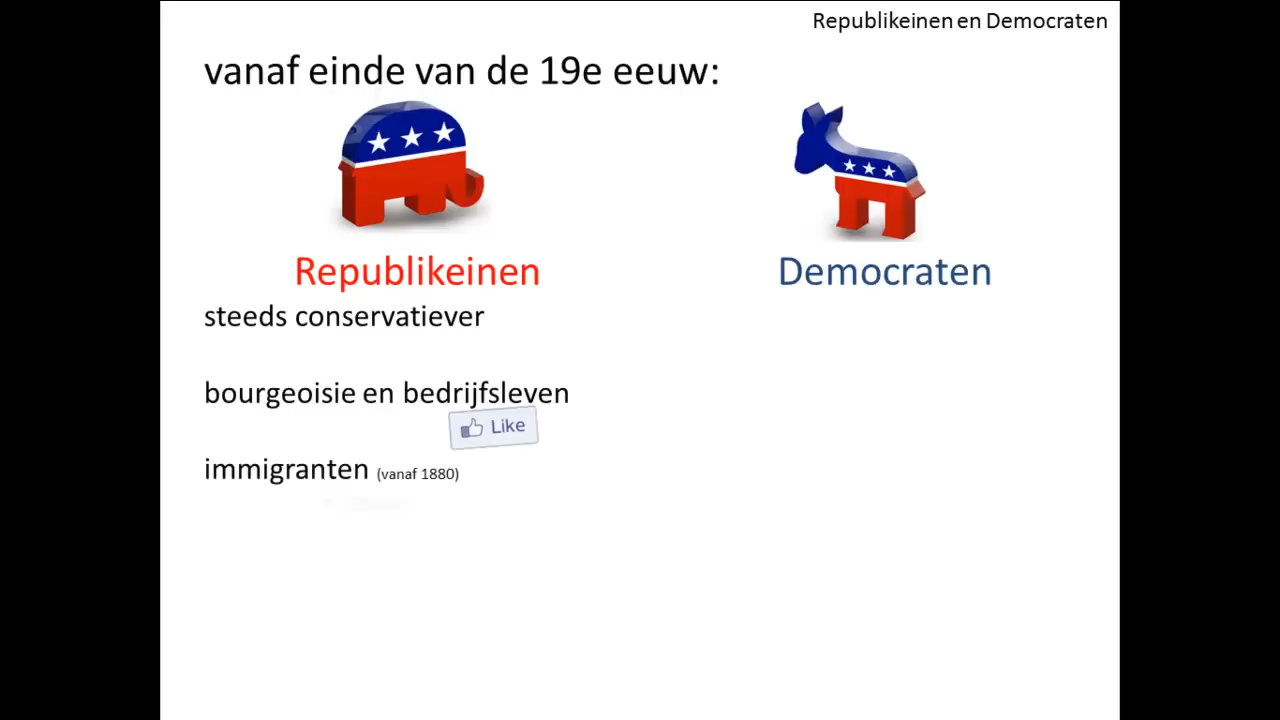 Republikeinen en Democraten
vanaf einde van de 19e eeuw:
Republikeinen
Democraten
steeds conservatiever
bourgeoisie en bedrijfsleven
Like
immigranten (vanaf 1880)